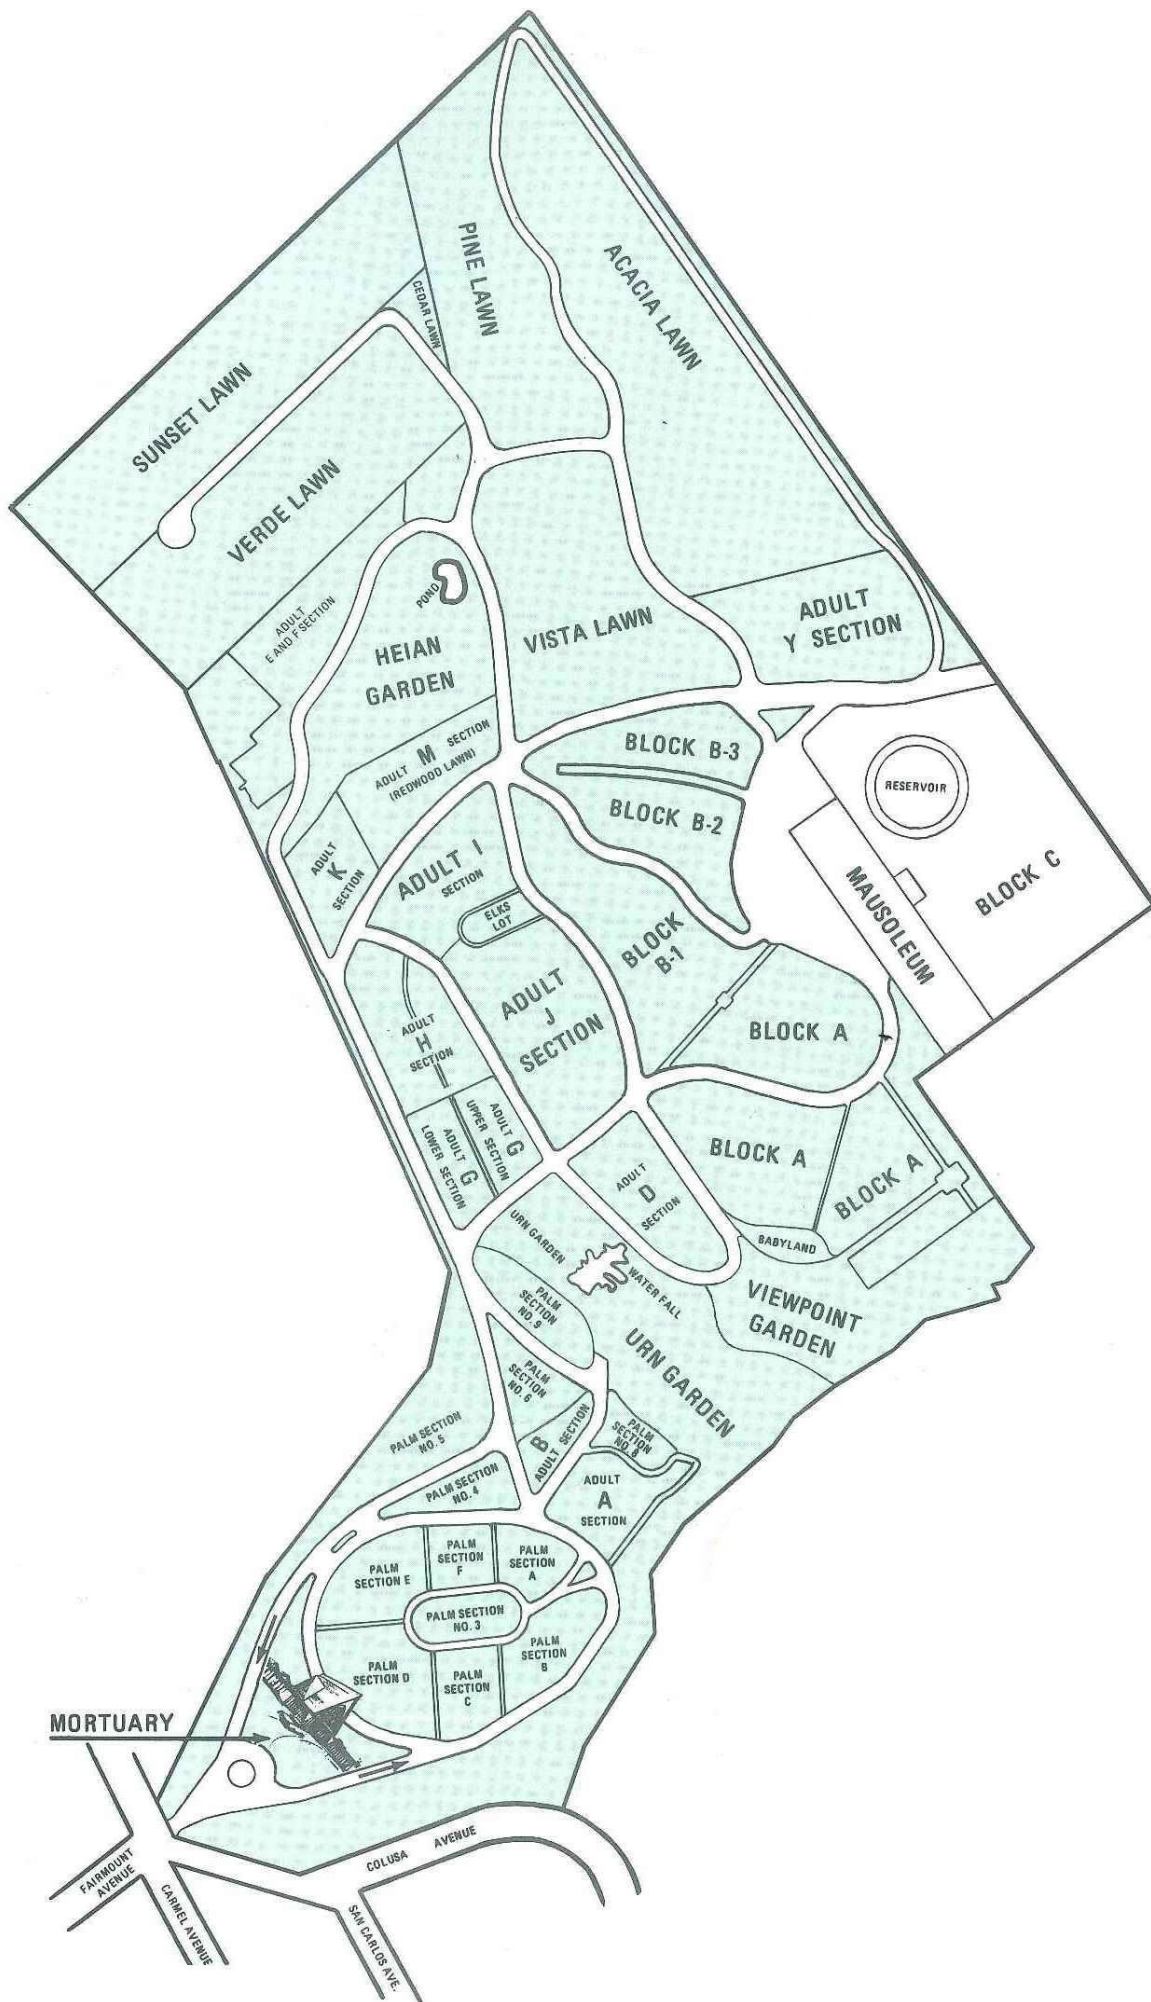 PINE LAWN
ACACIA LAWN
CEDAR LAWN
SUNSET LAWN
VERDE LAWN
POND
ADULT
E AND F SECTION
HEIAN
GARDEN
VISTA LAWN
ADULT
Y SECTION
ADULT M SECTION
(REDWOOD LAWN)
BLOCK B-3
BLOCK B-2
RESERVOIR
ADULT
K
SECTION
ADULT I
SECTION
ELKS
LOT
BLOCK
B-1
MAUSOLEUM
BLOCK C
ADULT
H
SECTION
ADULT
J
SECTION
BLOCK A
ADULT G
UPPER SECTION
ADULT G
LOWER SECTION
BLOCK A
BLOCK A
ADULT
D
SECTION
URN GARDEN
WATER FALL
BABYLAND
VIEWPOINT
GARDEN
PALM
SECTION
NO. 9
URN GARDEN
PALM
SECTION
NO. 6
PALM SECTION
NO. 5
B
ADULT SECTION
PALM
SECTION
NO. 8
PALM SECTION
NO. 4
ADULT
A
SECTION
PALM
SECTION E
PALM
SECTION
F
PALM
SECTION
A
PALM SECTION
NO. 3
PALM
SECTION D
PALM
SECTION
C
PALM
SECTION
B
MORTUARY
FAIRMOUNT
AVENUE
CARMEL AVENUE
COLUSA AVENUE
SAN CARLOS AVE.